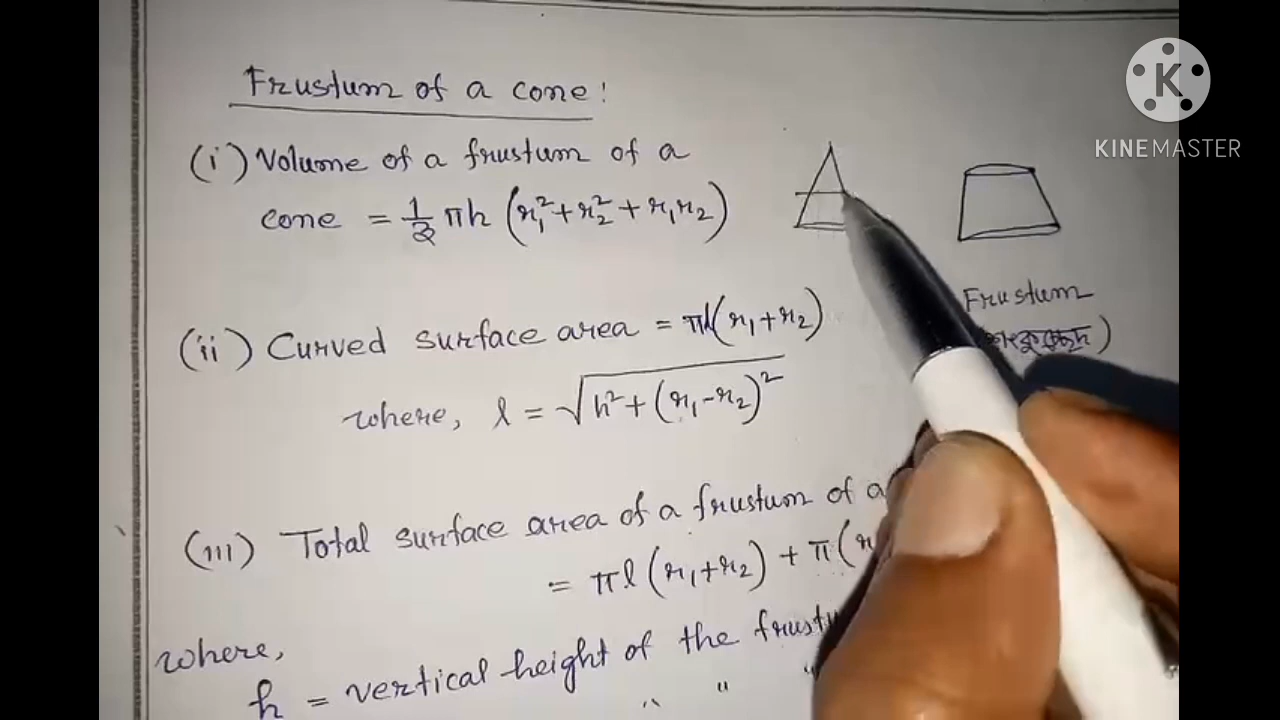 Frustum of a cone:
(i) Volume of a frustum of a
cone = 1/3 πh (r₁² + r₂² + r₁r₂)
(ii) Curved surface area = πl(r₁+r₂)
where, l = √(h² + (r₁-r₂)²)
(iii) Total surface area of a frustum of a
= πl (r₁+r₂) + π(r
where,
h = vertical height of the
" "
Frustum
K
KINEMASTER